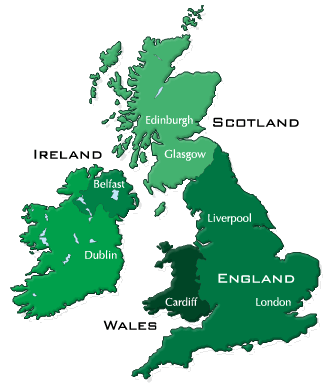 Edinburgh
SCOTLAND
IRELAND
Glasgow
Belfast
Liverpool
Dublin
ENGLAND
Cardiff
London
WALES